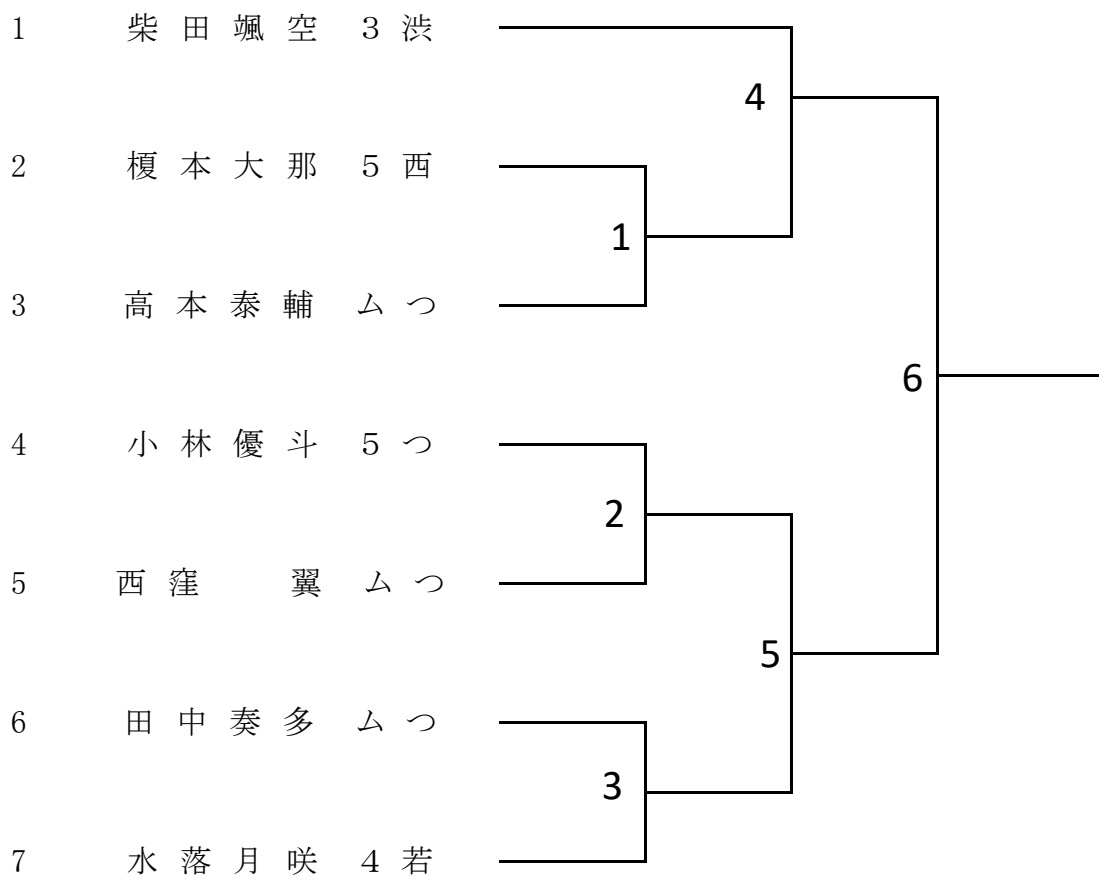 1 柴田颯空 3 渋
4
2 榎本大那 5 西
1
3 高本泰輔 ムつ
6
4 小林優斗 5 つ
2
5 西窪 翼 ムつ
5
6 田中奏多 ムつ
3
7 水落月咲 4 若